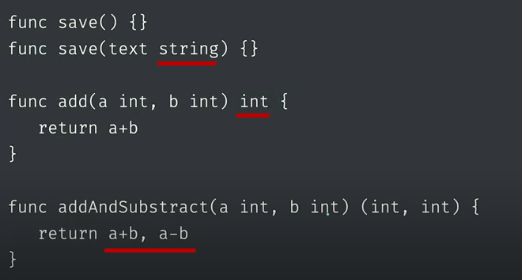 func save() {}
func save(text string) {}
func add(a int, b int) int {
return a+b
}
func addAndSubstract(a int, b int) (int, int) {
return a+b, a-b
}